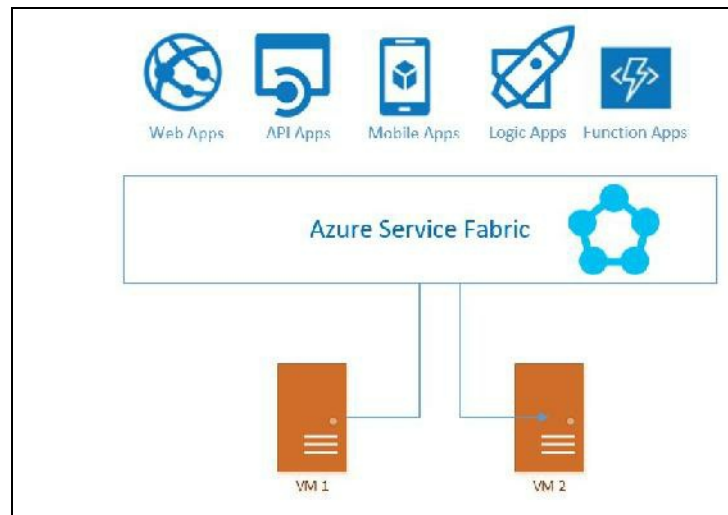 Web Apps API Apps Mobile Apps Logic Apps Function Apps
Azure Service Fabric
VM 1 VM 2